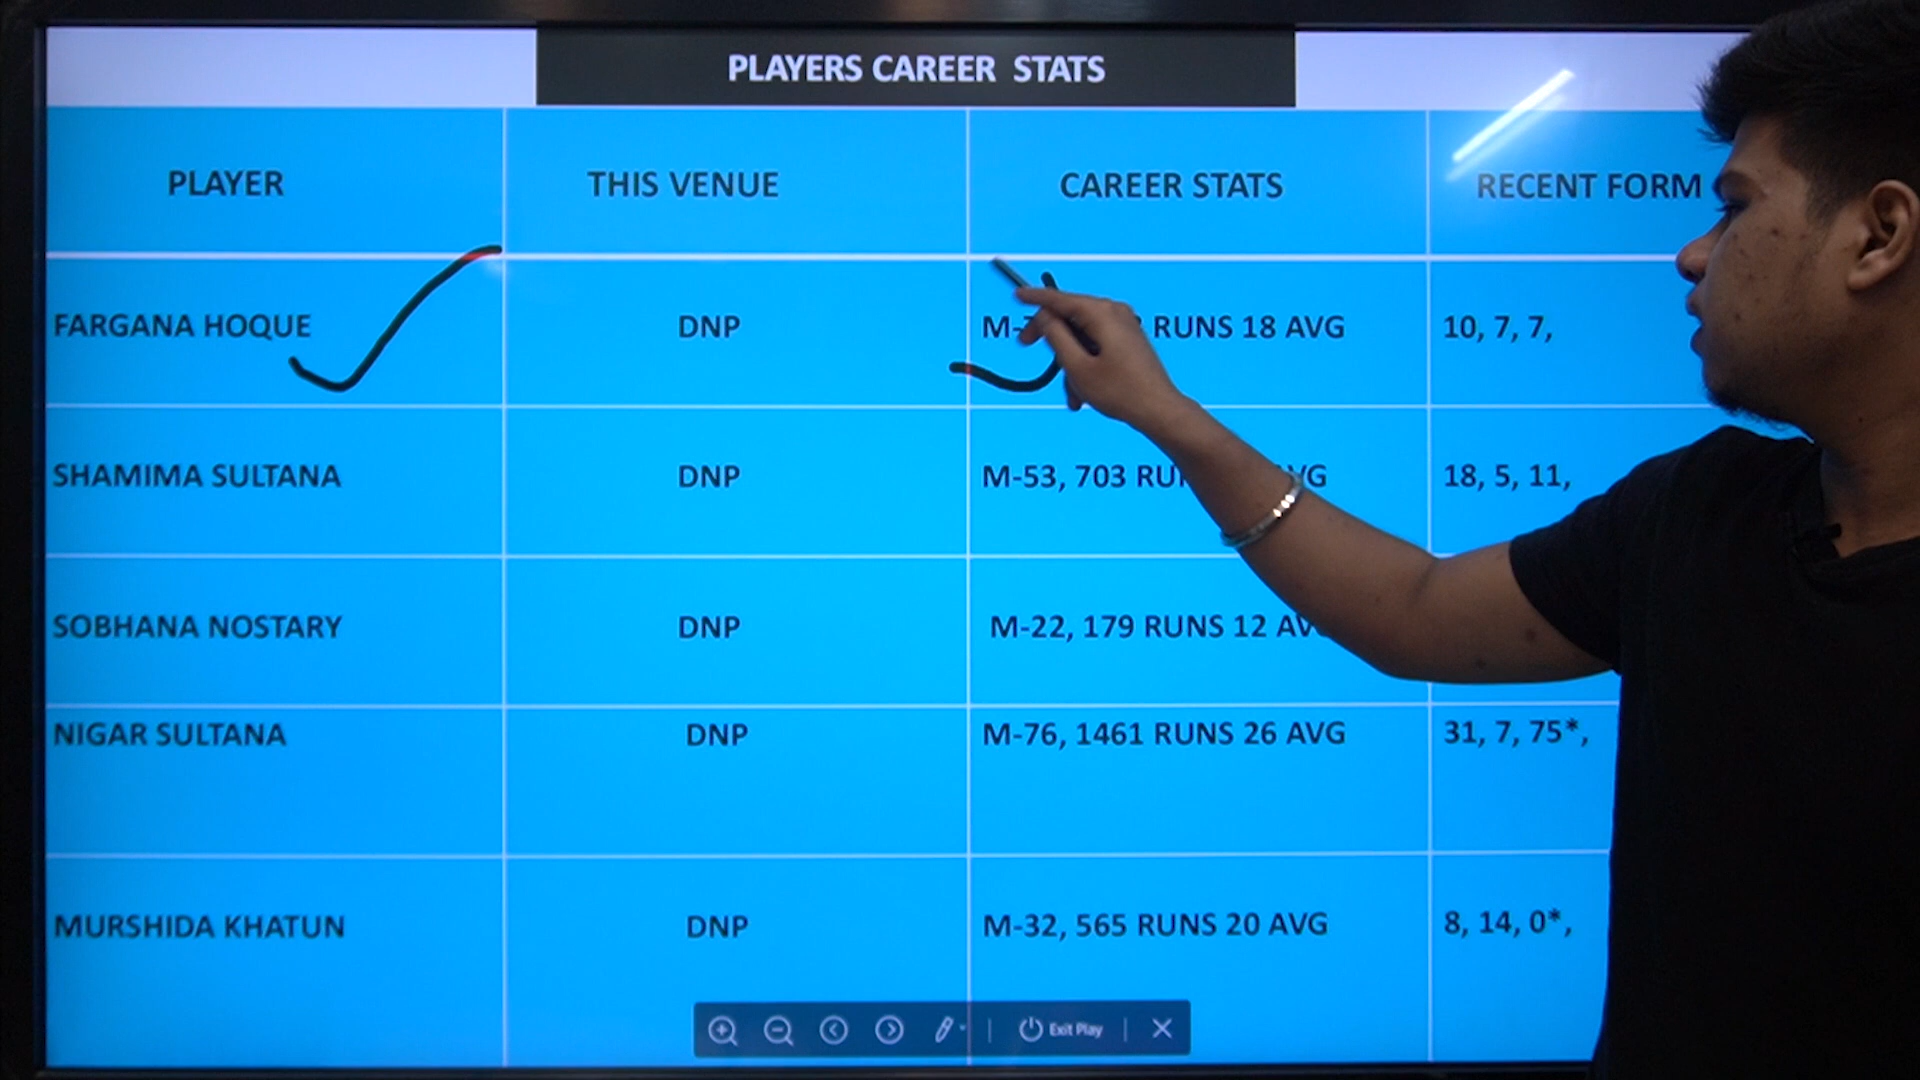 PLAYERS CAREER STATS
PLAYER THIS VENUE CAREER STATS RECENT FORM
FARGANA HOQUE DNP RUNS 18 AVG 10, 7, 7,
SHAMIMA SULTANA DNP M-53, 703 18, 5, 11,
SOBHANA NOSTARY DNP M-22, 179 RUNS 12
NIGAR SULTANA DNP M-76, 1461 RUNS 26 AVG 31, 7, 75*,
MURSHIDA KHATUN DNP M-32, 565 RUNS 20 AVG 8, 14, 0*,
Exit Play